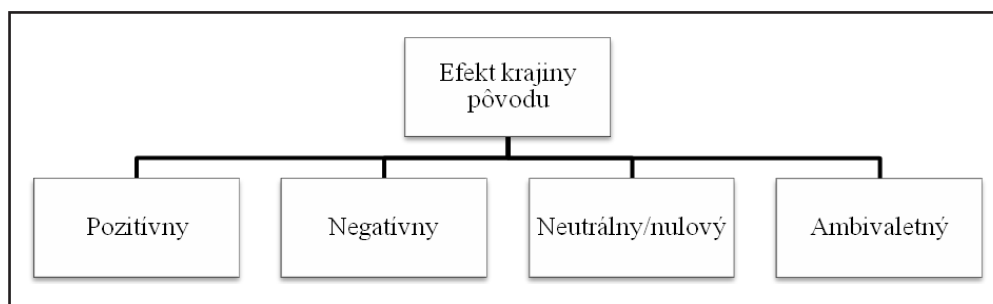 Efekt krajiny
pôvodu
Pozitívny
Negatívny
Neutrálny/nulový
Ambivaletný